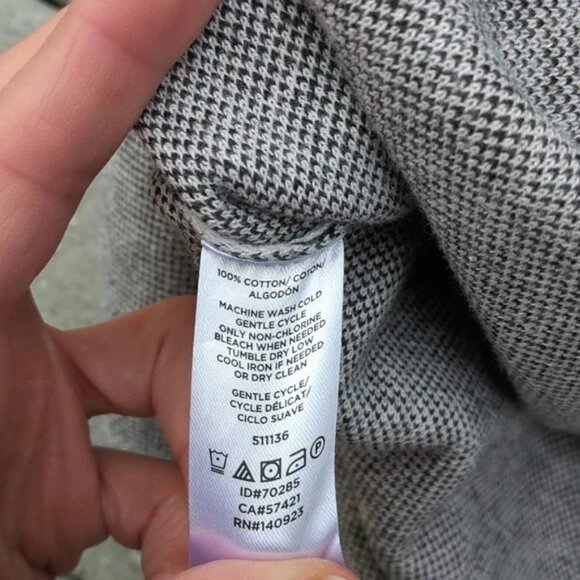 100% COTTON/ COTON/
ALGODÓN
MACHINE WASH COLD
GENTLE CYCLE
ONLY NON-CHLORINE
BLEACH WHEN NEEDED
TUMBLE DRY LOW
COOL IRON IF NEEDED
OR DRY CLEAN
GENTLE CYCLE/
CYCLE DÉLICAT/
CICLO SUAVE
511136
P
ID#70285
CA#57421
RN#140923